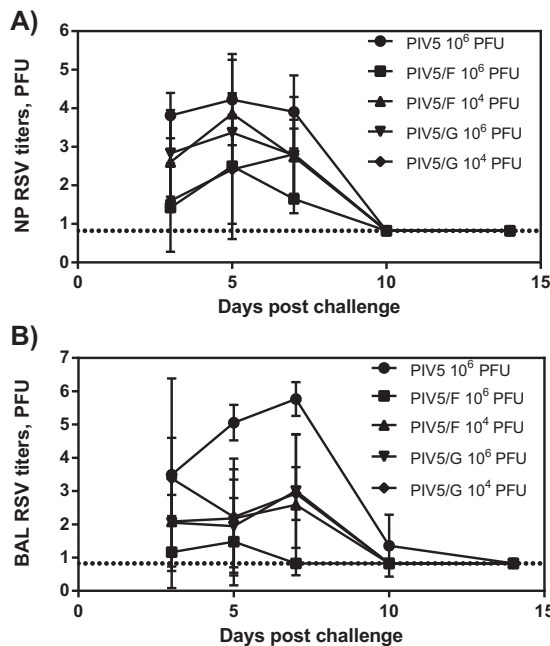 A)
6
5
4
3
2
1
0
NP RSV titers, PFU
PIV5 10⁶ PFU
PIV5/F 10⁶ PFU
PIV5/F 10⁴ PFU
PIV5/G 10⁶ PFU
PIV5/G 10⁴ PFU
0 5 10 15
Days post challenge
B)
7
6
5
4
3
2
1
0
BAL RSV titers, PFU
PIV5 10⁶ PFU
PIV5/F 10⁶ PFU
PIV5/F 10⁴ PFU
PIV5/G 10⁶ PFU
PIV5/G 10⁴ PFU
0 5 10 15
Days post challenge